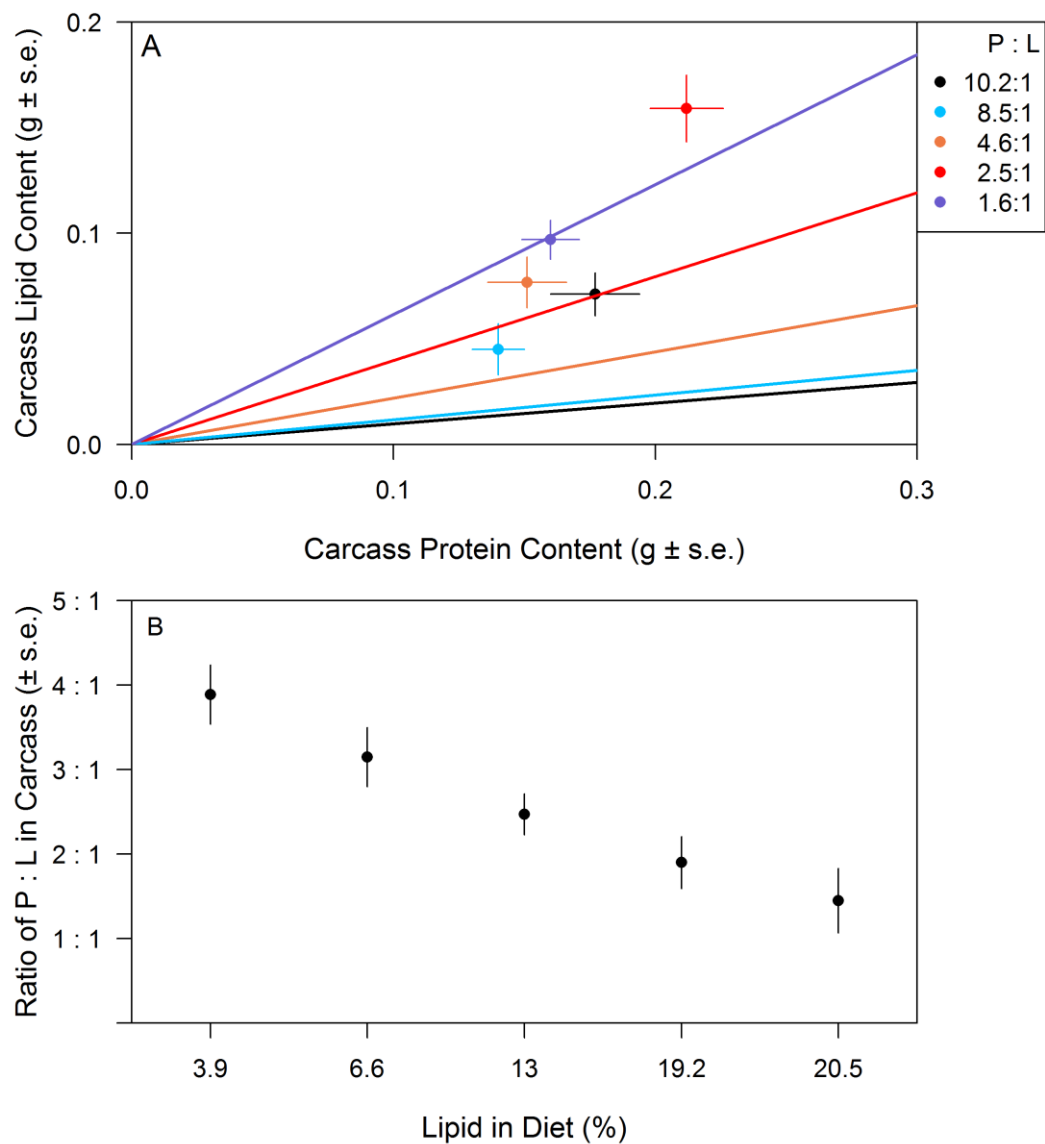 A
P : L
10.2:1
8.5:1
4.6:1
2.5:1
1.6:1
Carcass Lipid Content (g ± s.e.)
0.2
0.1
0.0
0.0 0.1 0.2 0.3
Carcass Protein Content (g ± s.e.)
B
Ratio of P : L in Carcass (± s.e.)
5 : 1
4 : 1
3 : 1
2 : 1
1 : 1
3.9 6.6 13 19.2 20.5
Lipid in Diet (%)